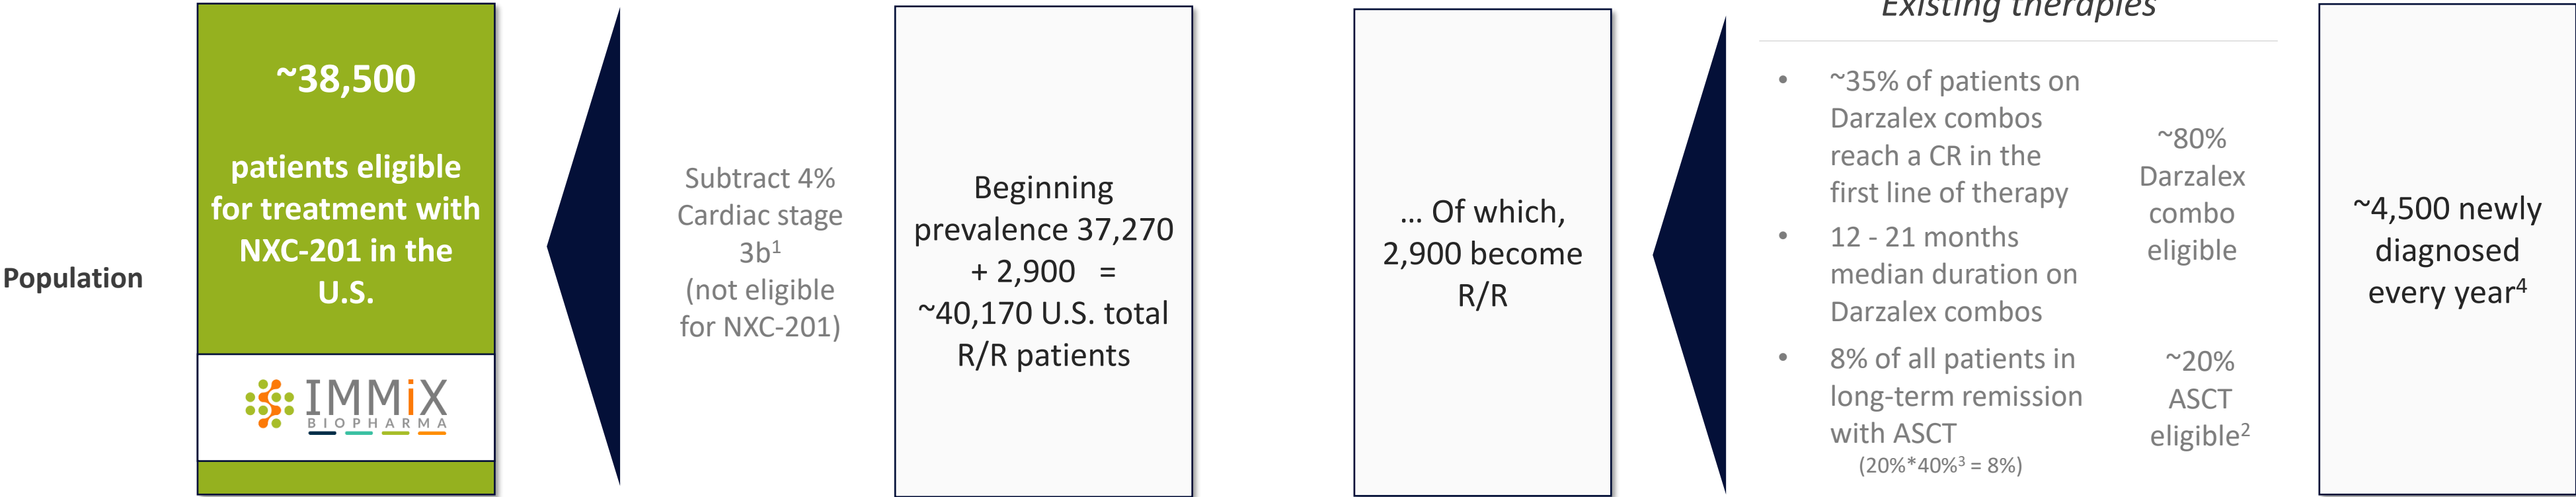 Population
~38,500
patients eligible
for treatment with
NXC-201 in the
U.S.
IMMiX
BIOPHARMA
Subtract 4%
Cardiac stage
3b¹
(not eligible
for NXC-201)
Beginning
prevalence 37,270
+ 2,900 =
~40,170 U.S. total
R/R patients
... Of which,
2,900 become
R/R
Existing therapies
• ~35% of patients on
Darzalex combos
reach a CR in the
first line of therapy
• 12 - 21 months
median duration on
Darzalex combos
• 8% of all patients in
long-term remission
with ASCT
(20%*40%³ = 8%)
~80%
Darzalex
combo
eligible
~20%
ASCT
eligible²
~4,500 newly
diagnosed
every year⁴